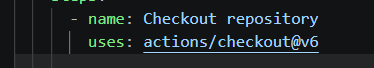 - name: Checkout repository
uses: actions/checkout@v6